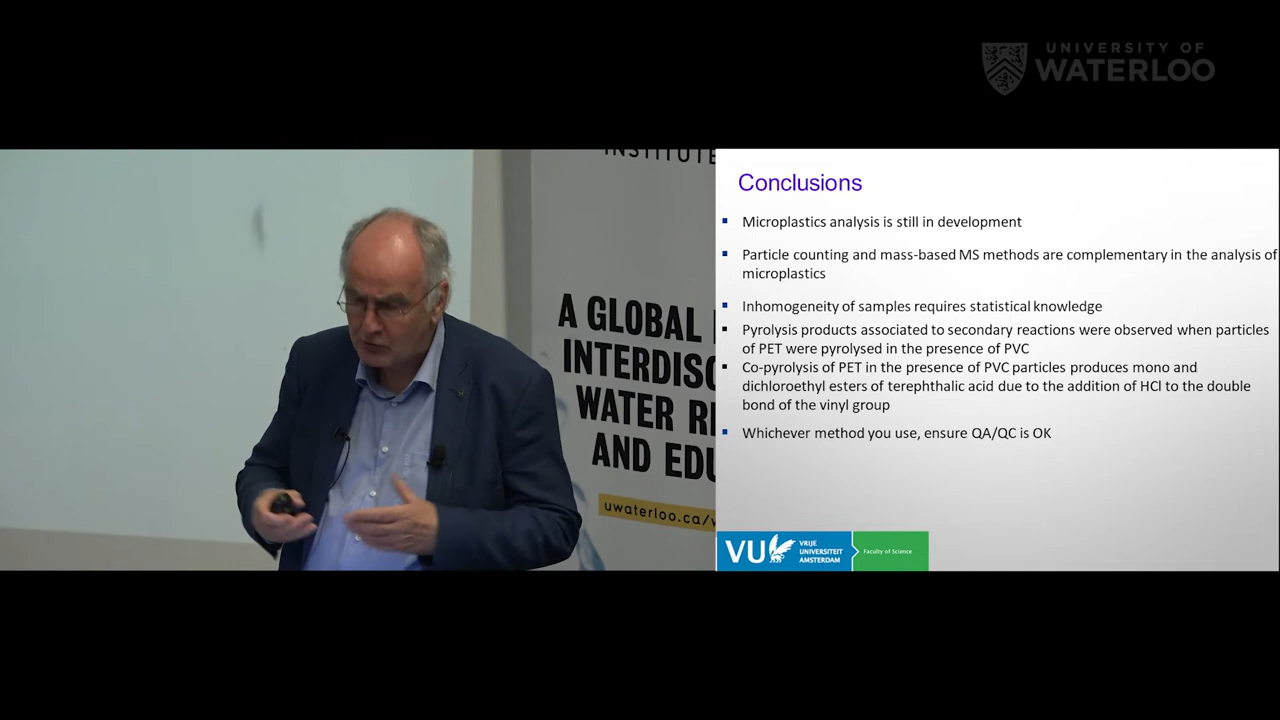 UNIVERSITY OF
WATERLOO
INSTITUTE
A GLOBAL
INTERDISC
WATER R
AND EDU
uwaterloo.ca/
Conclusions
Microplastics analysis is still in development
Particle counting and mass-based MS methods are complementary in the analysis of
microplastics
Inhomogeneity of samples requires statistical knowledge
Pyrolysis products associated to secondary reactions were observed when particles
of PET were pyrolysed in the presence of PVC
Co-pyrolysis of PET in the presence of PVC particles produces mono and
dichloroethyl esters of terephthalic acid due to the addition of HCl to the double
bond of the vinyl group
Whichever method you use, ensure QA/QC is OK
VU
VRIJE
UNIVERSITEIT
AMSTERDAM
Faculty of Science